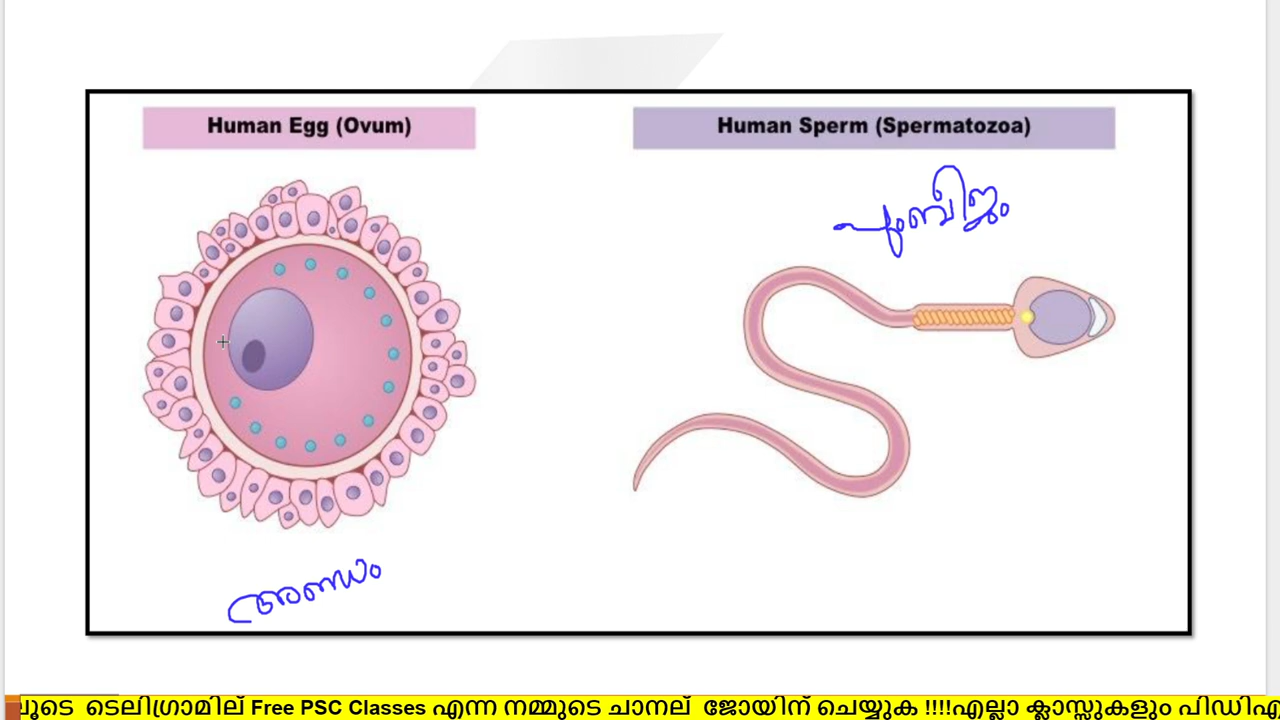 Human Egg (Ovum)
Human Sperm (Spermatozoa)
പുംബീജം
അണ്ഡം
ടെലിഗ്രാമില് Free PSC Classes എന്ന നമ്മുടെ ചാനല് ജോയിന് ചെയ്യുക !!!!എല്ലാ ക്ലാസ്സുകളും പിഡിഎ